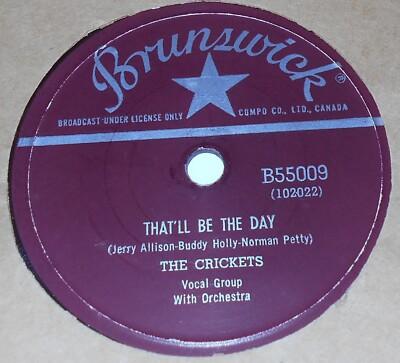 Brunswick ®
BROADCAST UNDER LICENSE ONLY
COMPO CO., LTD., CANADA
B55009
(102022)
THAT'LL BE THE DAY
(Jerry Allison-Buddy Holly-Norman Petty)
THE CRICKETS
Vocal Group
With Orchestra